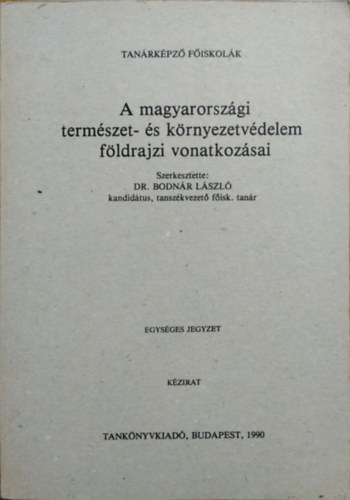 TANÁRKÉPZŐ FŐISKOLÁK
A magyarországi
természet- és környezetvédelem
földrajzi vonatkozásai
Szerkesztette:
DR. BODNÁR LÁSZLÓ
kandidátus, tanszékvezető főisk. tanár
EGYSÉGES JEGYZET
KÉZIRAT
TANKÖNYVKIADÓ, BUDAPEST, 1990